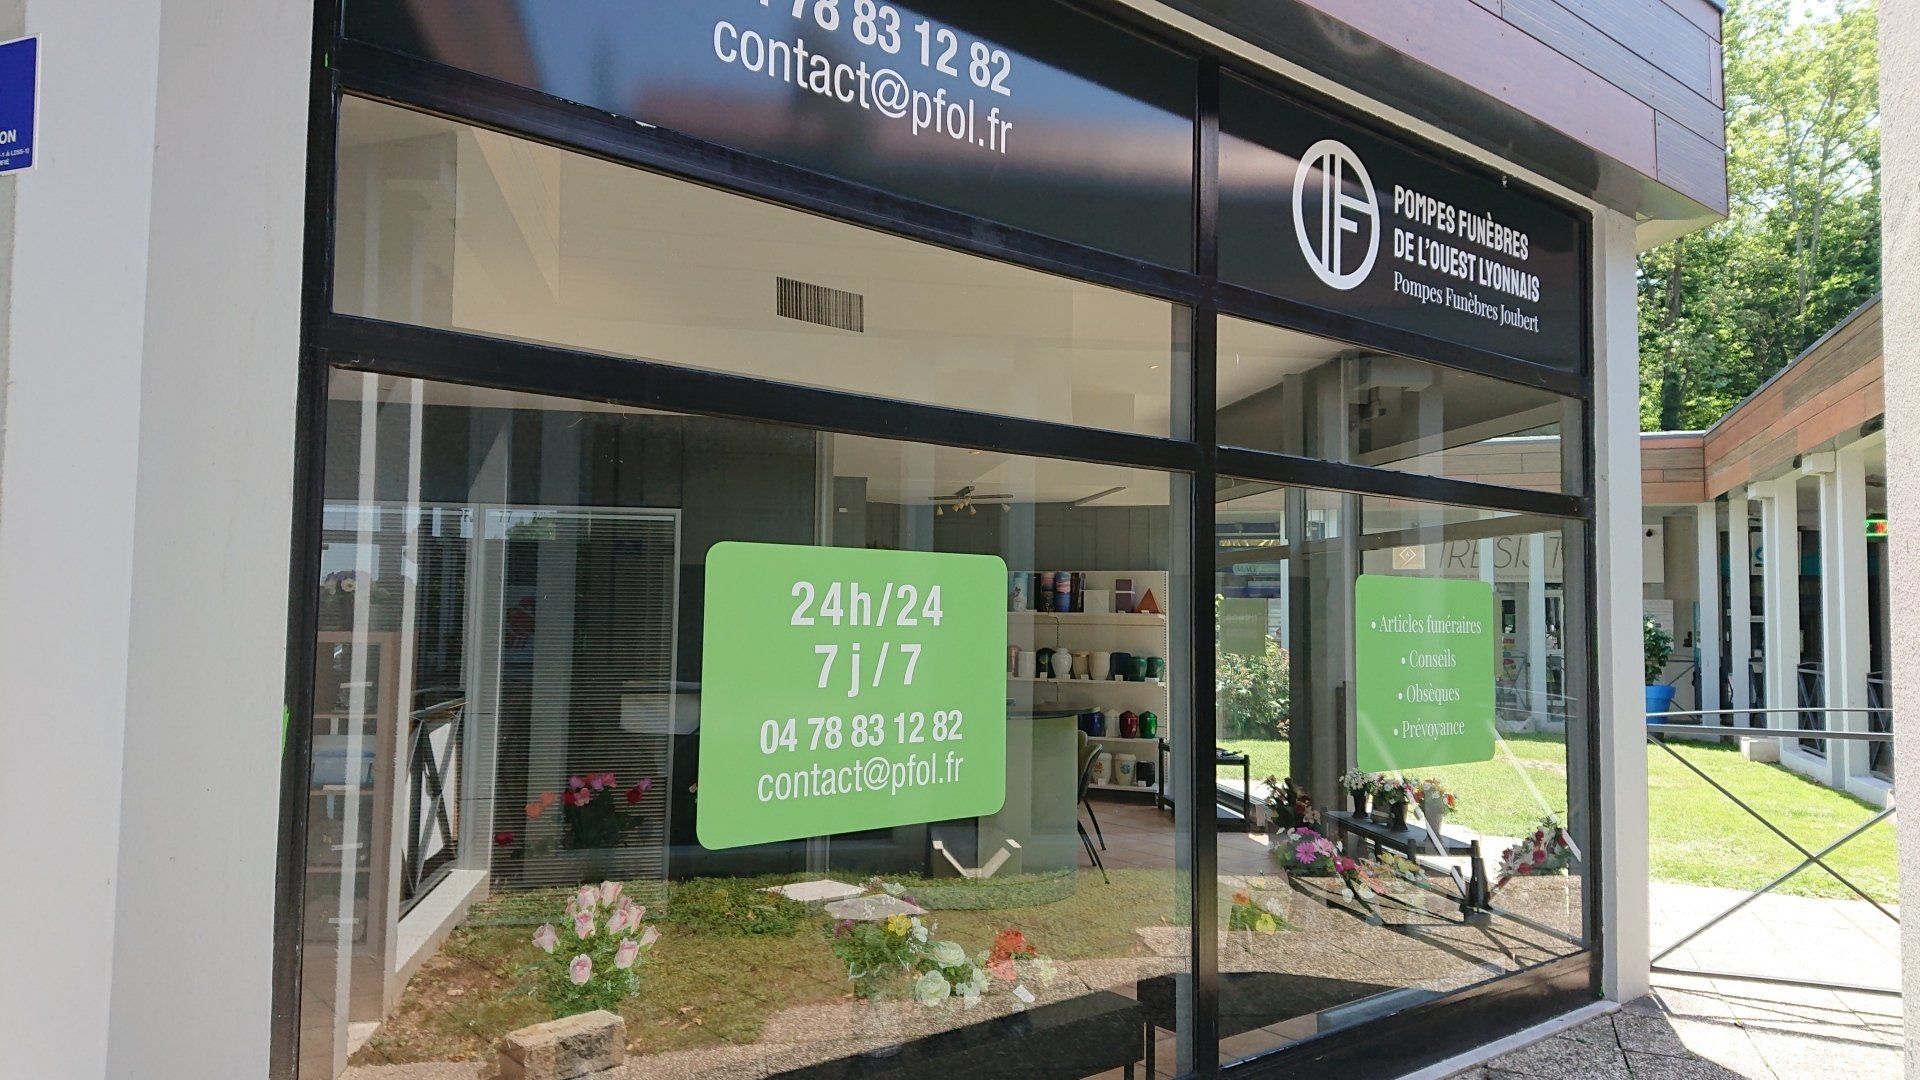 78 83 12 82
contact@pfol.fr
POMPES FUNÈBRES
DE L'OUEST LYONNAIS
Pompes Funèbres Joubert
24h/24
7j/7
04 78 83 12 82
contact@pfol.fr
• Articles funéraires
• Conseils
• Obsèques
• Prévoyance